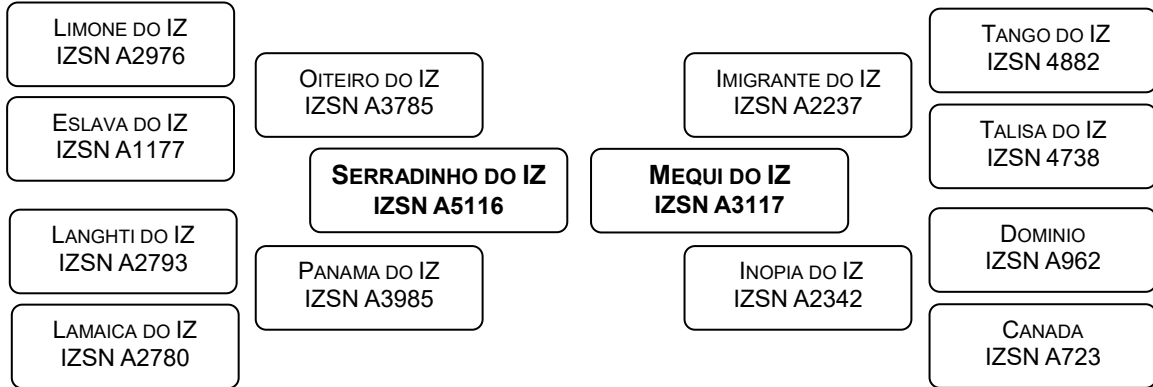 LIMONE DO IZ
IZSN A2976
ESLAVA DO IZ
IZSN A1177
OITEIRO DO IZ
IZSN A3785
SERRADINHO DO IZ
IZSN A5116
LANGHTI DO IZ
IZSN A2793
LAMAICA DO IZ
IZSN A2780
PANAMA DO IZ
IZSN A3985
IMIGRANTE DO IZ
IZSN A2237
MEQUI DO IZ
IZSN A3117
INOPIA DO IZ
IZSN A2342
TANGO DO IZ
IZSN 4882
TALISA DO IZ
IZSN 4738
DOMINIO
IZSN A962
CANADA
IZSN A723